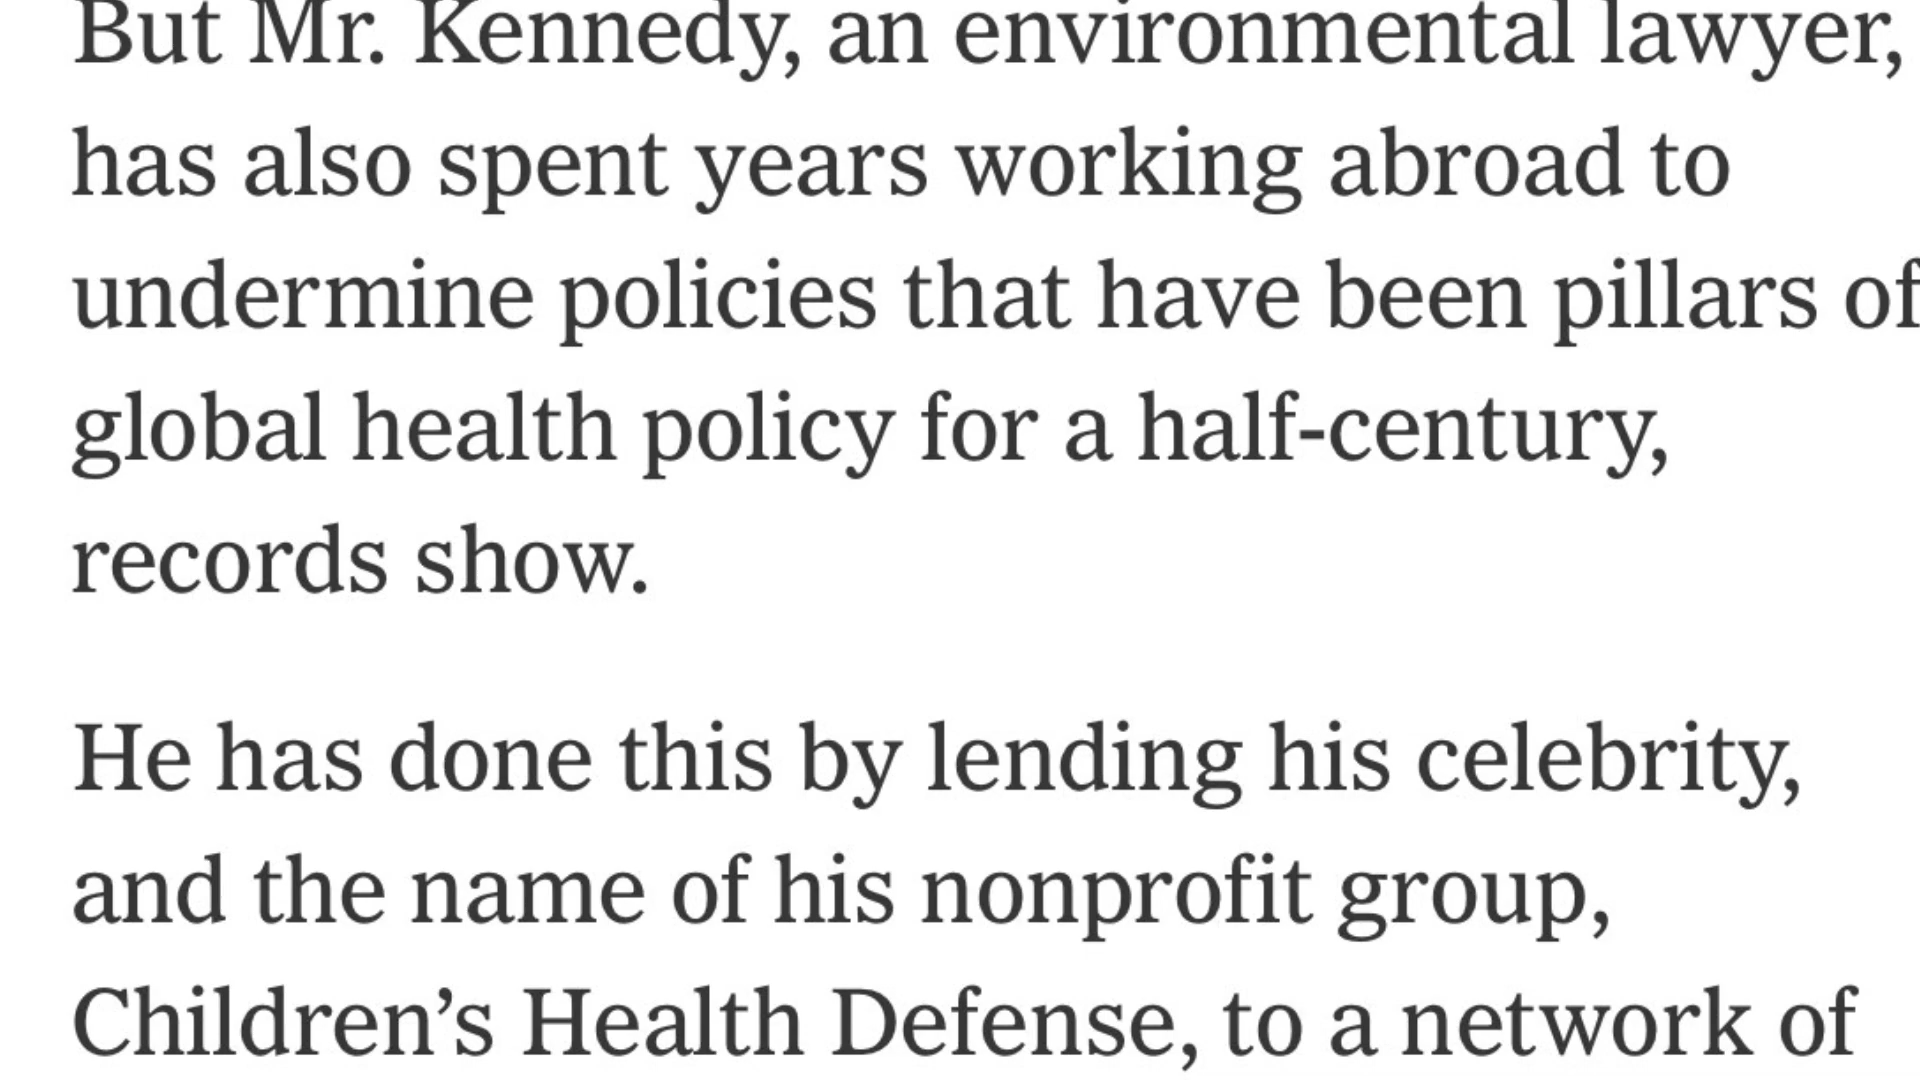 But Mr. Kennedy, an environmental lawyer,
has also spent years working abroad to
undermine policies that have been pillars of
global health policy for a half-century,
records show.
He has done this by lending his celebrity,
and the name of his nonprofit group,
Children’s Health Defense, to a network of